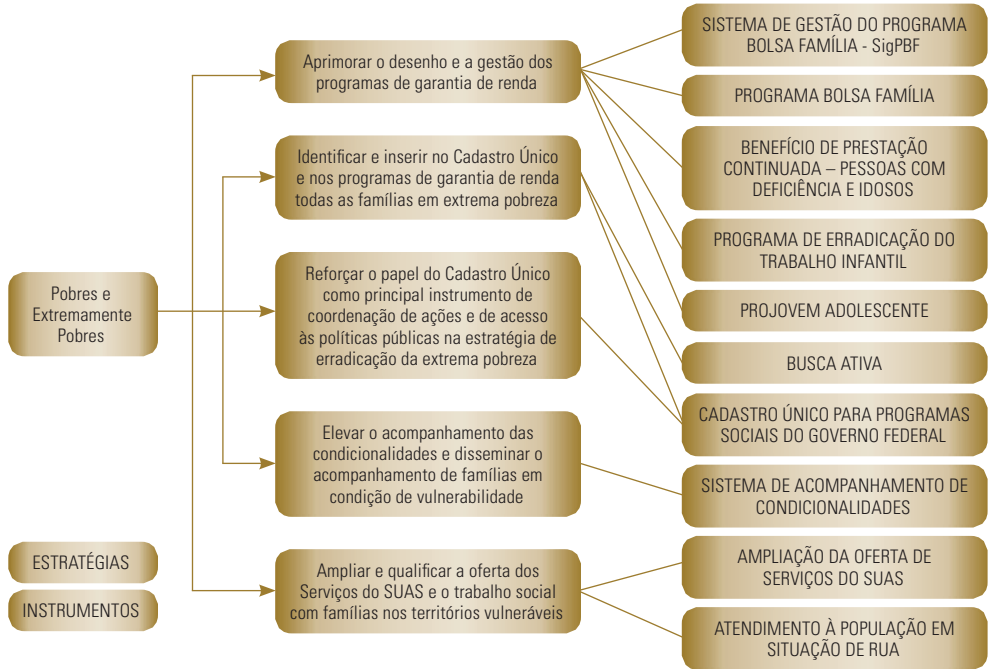 Pobres e
Extremamente
Pobres
ESTRATÉGIAS
INSTRUMENTOS
Aprimorar o desenho e a gestão dos
programas de garantia de renda
Identificar e inserir no Cadastro Único
e nos programas de garantia de renda
todas as famílias em extrema pobreza
Reforçar o papel do Cadastro Único
como principal instrumento de
coordenação de ações e de acesso
às políticas públicas na estratégia de
erradicação da extrema pobreza
Elevar o acompanhamento das
condicionalidades e disseminar o
acompanhamento de famílias em
condição de vulnerabilidade
Ampliar e qualificar a oferta dos
Serviços do SUAS e o trabalho social
com famílias nos territórios vulneráveis
SISTEMA DE GESTÃO DO PROGRAMA
BOLSA FAMÍLIA - SigPBF
PROGRAMA BOLSA FAMÍLIA
BENEFÍCIO DE PRESTAÇÃO
CONTINUADA – PESSOAS COM
DEFICIÊNCIA E IDOSOS
PROGRAMA DE ERRADICAÇÃO DO
TRABALHO INFANTIL
PROJOVEM ADOLESCENTE
BUSCA ATIVA
CADASTRO ÚNICO PARA PROGRAMAS
SOCIAIS DO GOVERNO FEDERAL
SISTEMA DE ACOMPANHAMENTO DE
CONDICIONALIDADES
AMPLIAÇÃO DA OFERTA DE
SERVIÇOS DO SUAS
ATENDIMENTO À POPULAÇÃO EM
SITUAÇÃO DE RUA